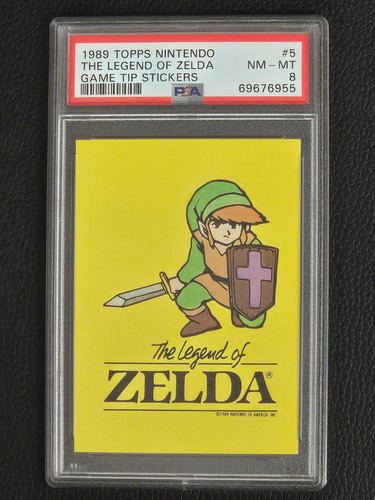 1989 TOPPS NINTENDO #5
THE LEGEND OF ZELDA NM-MT
GAME TIP STICKERS 8
PSA 69676955
The Legend of
ZELDA®
©1989 NINTENDO OF AMERICA INC.